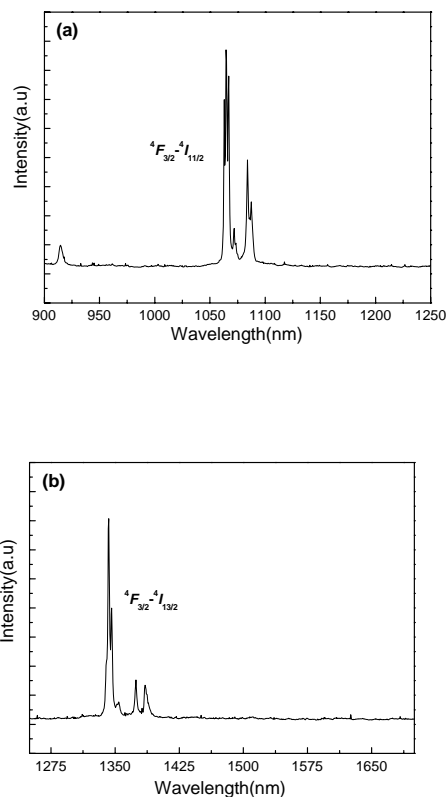 (a)
Intensity(a.u)
⁴F₃/₂-⁴I₁₁/₂
900 950 1000 1050 1100 1150 1200 1250
Wavelength(nm)
(b)
Intensity(a.u)
⁴F₃/₂-⁴I₁₃/₂
1275 1350 1425 1500 1575 1650
Wavelength(nm)